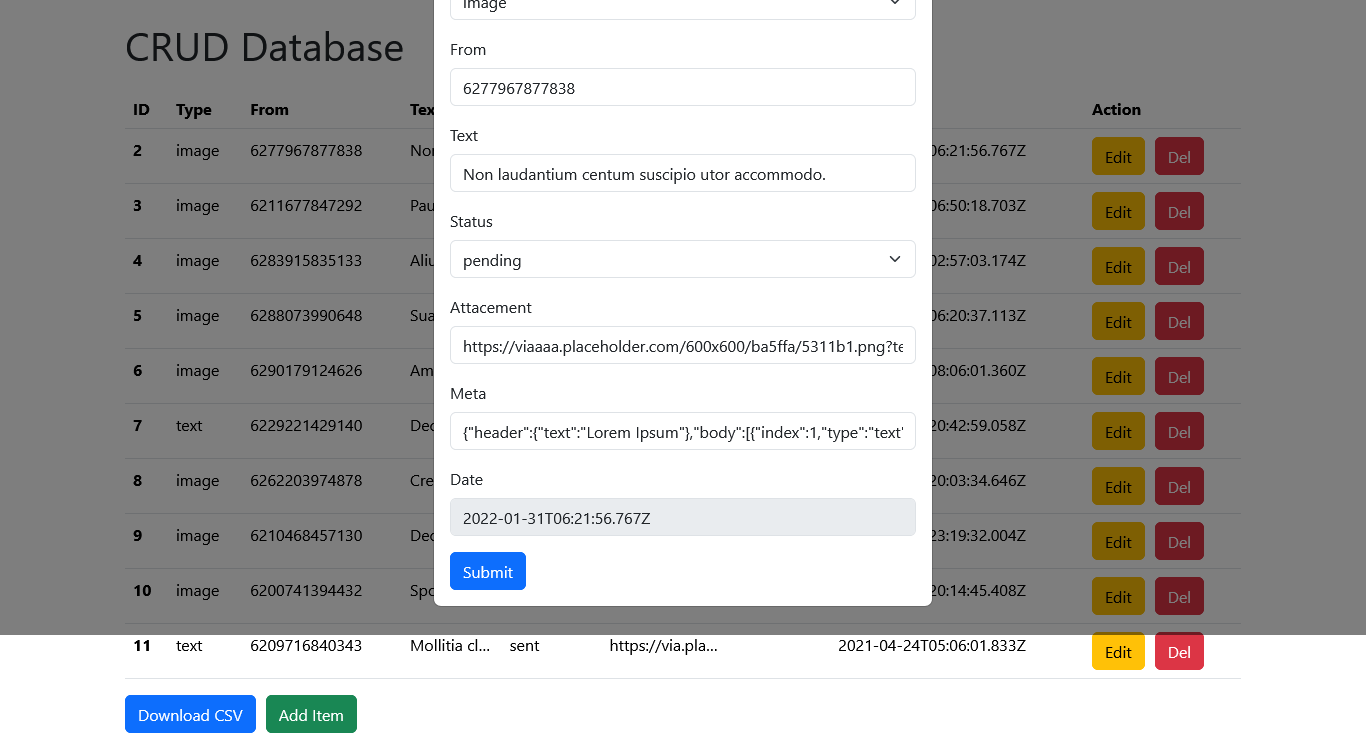 image
CRUD Database
From
6277967877838
ID Type From Tex Action
Text
2 image 6277967877838 Non 06:21:56.767Z Edit Del
Non laudantium centum suscipio utor accommodo.
3 image 6211677847292 Pau 06:50:18.703Z Edit Del
Status
4 image 6283915835133 Aliu 02:57:03.174Z Edit Del
pending
Attacement
5 image 6288073990648 Sua 06:20:37.113Z Edit Del
https://viaaaa.placeholder.com/600x600/ba5ffa/5311b1.png?te
6 image 6290179124626 Am 08:06:01.360Z Edit Del
Meta
7 text 6229221429140 Dec 20:42:59.058Z Edit Del
{"header":{"text":"Lorem Ipsum"},"body":[{"index":1,"type":"text"
8 image 6262203974878 Cre 20:03:34.646Z Edit Del
Date
2022-01-31T06:21:56.767Z
9 image 6210468457130 Dec 23:19:32.004Z Edit Del
Submit
10 image 6200741394432 Spo 20:14:45.408Z Edit Del
11 text 6209716840343 Mollitia cl... sent https://via.pla... 2021-04-24T05:06:01.833Z Edit Del
Download CSV Add Item